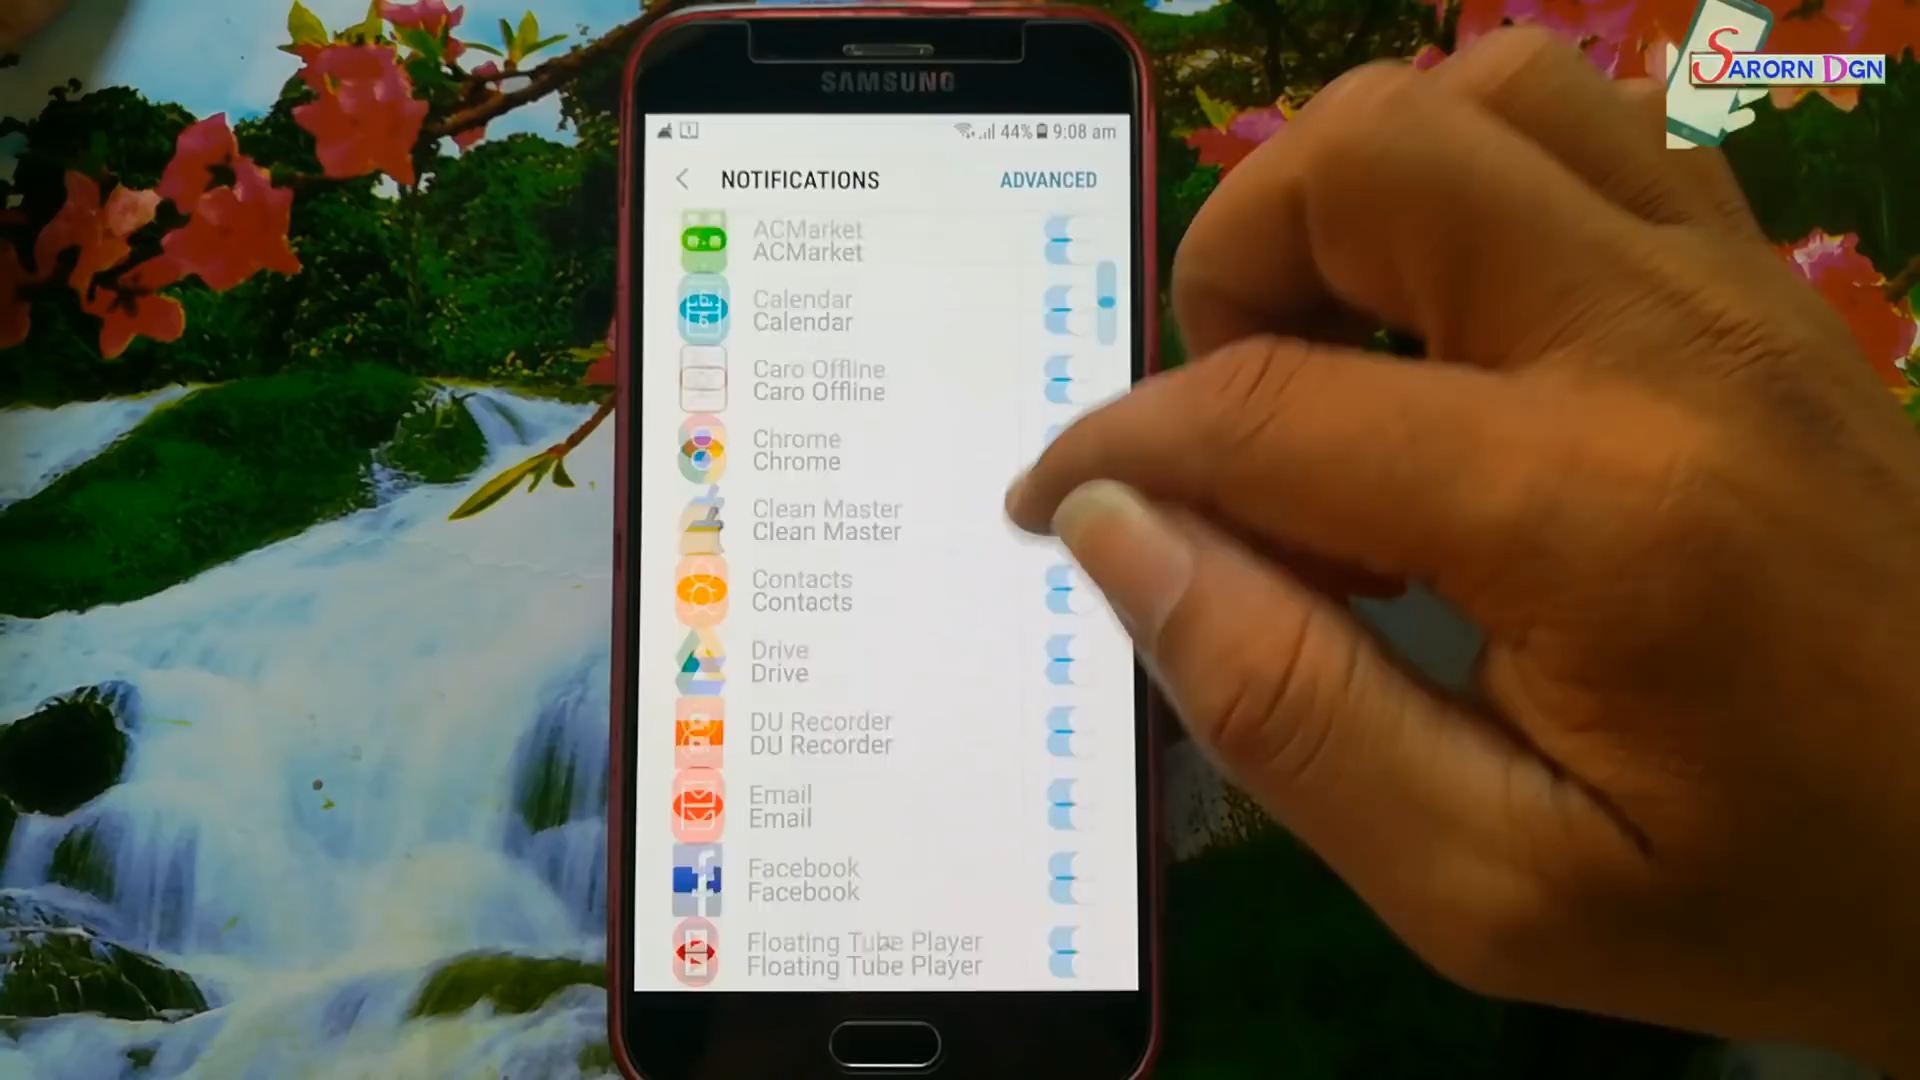 SARORN DGN
SAMSUNG
44% 9:08 am
NOTIFICATIONS ADVANCED
ACMarket
ACMarket
Calendar
Calendar
Caro Offline
Caro Offline
Chrome
Chrome
Clean Master
Clean Master
Contacts
Contacts
Drive
Drive
DU Recorder
DU Recorder
Email
Email
Facebook
Facebook
Floating Tube Player
Floating Tube Player